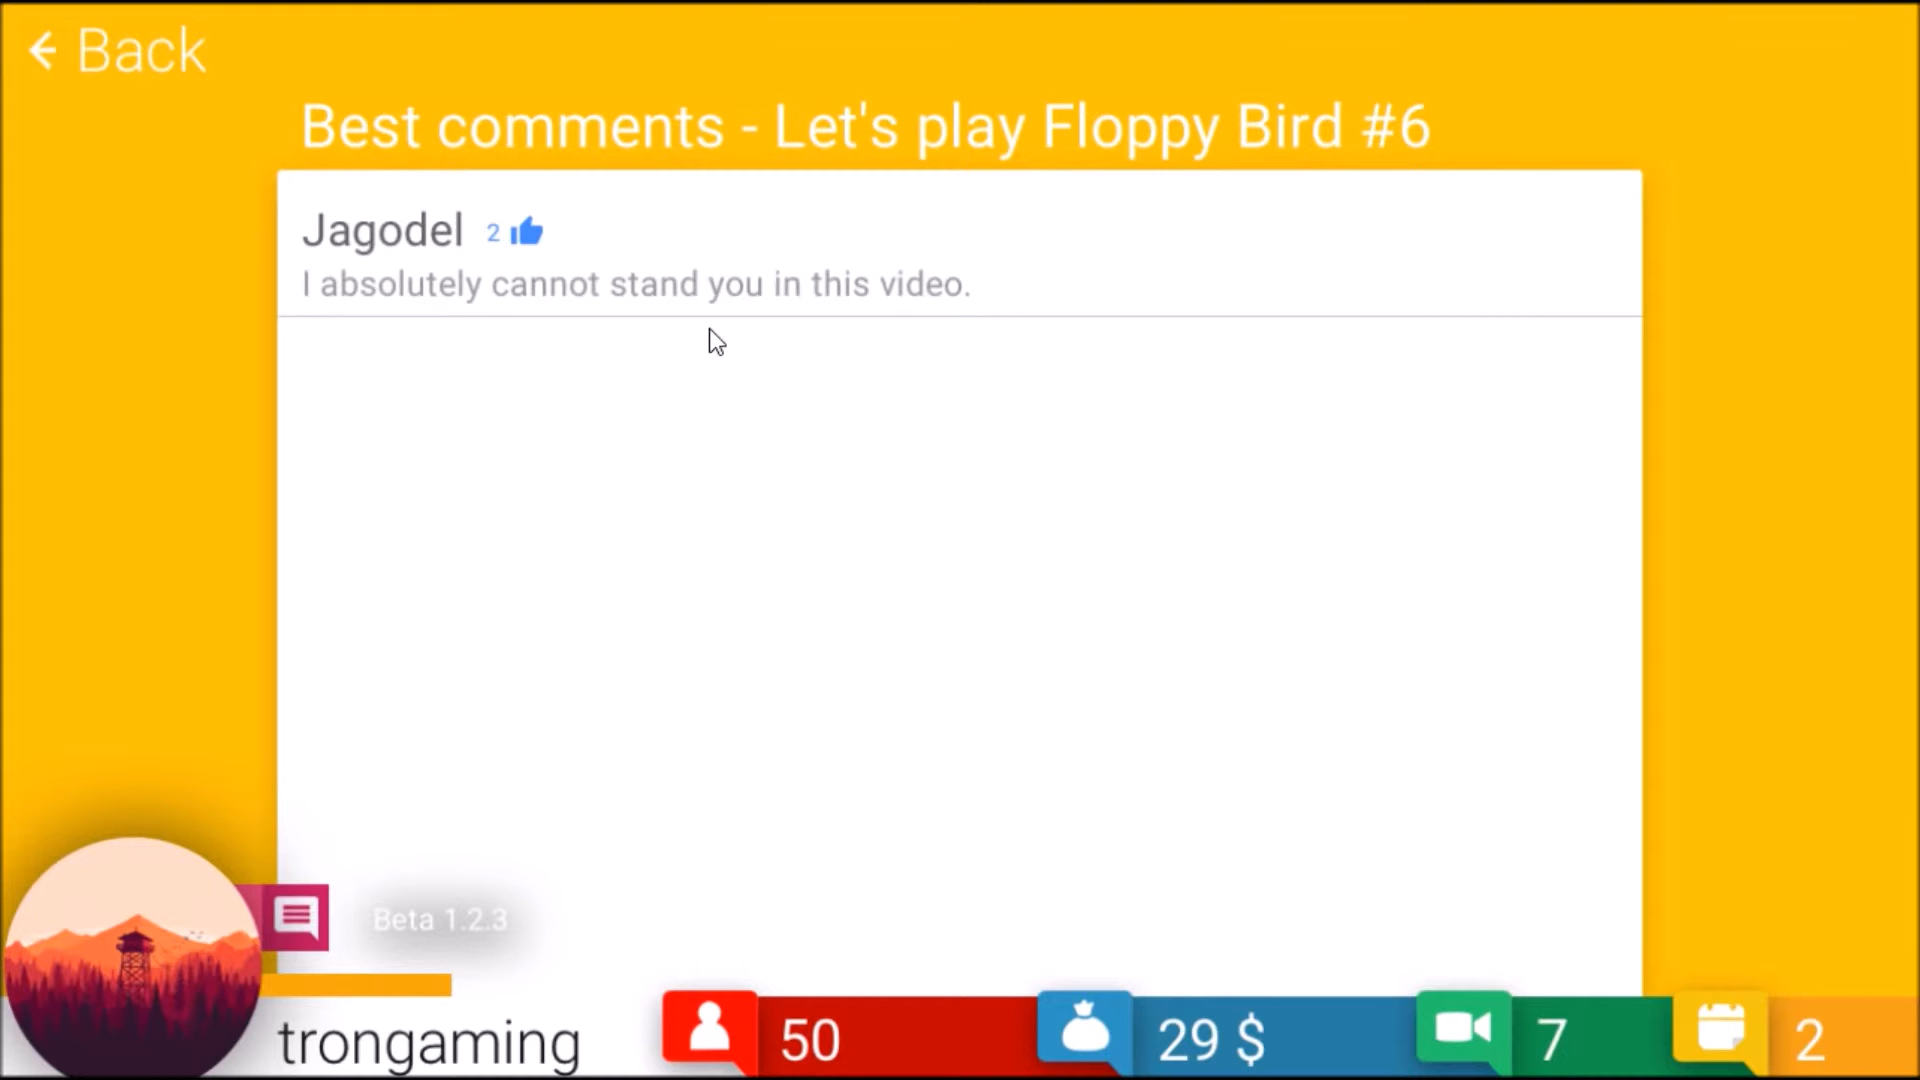 Back
Best comments - Let's play Floppy Bird #6
Jagodel 2
I absolutely cannot stand you in this video.
Beta 1.2.3
trongaming 50 29 $ 7 2